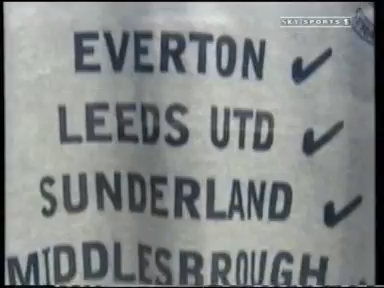 SKY SPORTS 1
EVERTON ✓
LEEDS UTD ✓
SUNDERLAND ✓
MIDDLESBROUGH